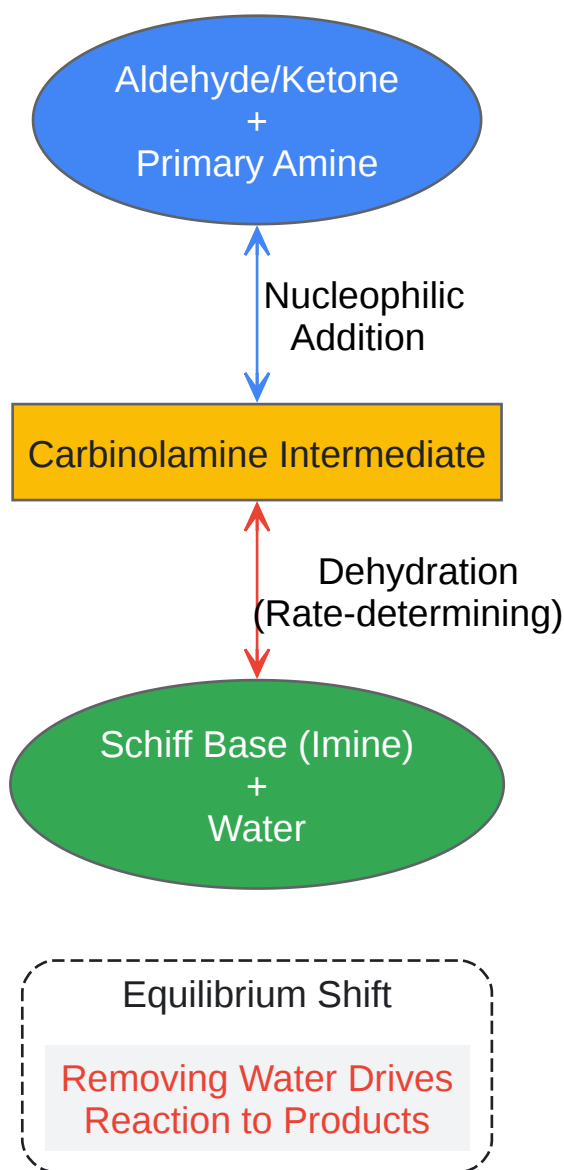 Aldehyde/Ketone
+
Primary Amine
Nucleophilic
Addition
Carbinolamine Intermediate
Dehydration
(Rate-determining)
Schiff Base (Imine)
+
Water
Equilibrium Shift
Removing Water Drives
Reaction to Products